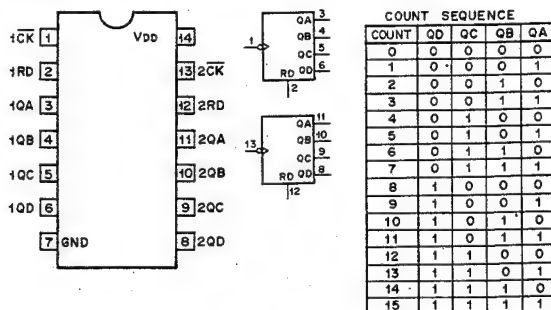 1C̅K̅ 1
1RD 2
1QA 3
1QB 4
1QC 5
1QD 6
7 GND
VDD 14
13 2C̅K̅
12 2RD
11 2QA
10 2QB
9 2QC
8 2QD
1
QA 3
QB 4
QC 5
RD QD 6
2
13
QA 11
QB 10
QC 9
RD QD 8
12
COUNT SEQUENCE
COUNT QD QC QB QA
0 0 0 0 0
1 0 0 0 1
2 0 0 1 0
3 0 0 1 1
4 0 1 0 0
5 0 1 0 1
6 0 1 1 0
7 0 1 1 1
8 1 0 0 0
9 1 0 0 1
10 1 0 1 0
11 1 0 1 1
12 1 1 0 0
13 1 1 0 1
14 1 1 1 0
15 1 1 1 1